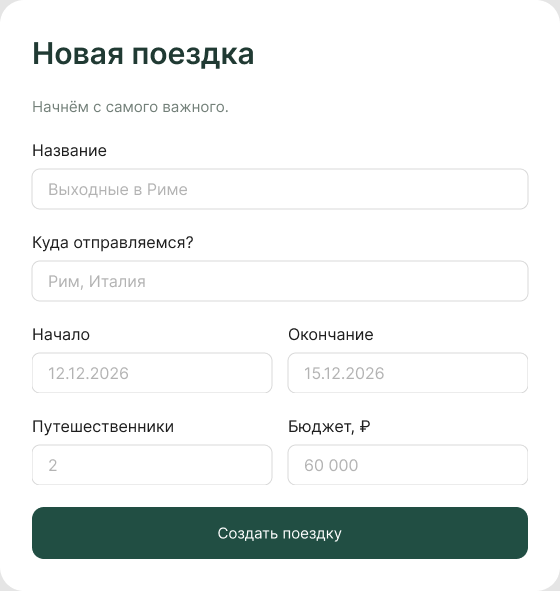 Новая поездка
Начнём с самого важного.
Название
Выходные в Риме
Куда отправляемся?
Рим, Италия
Начало
Окончание
12.12.2026
15.12.2026
Путешественники
Бюджет, ₽
2
60 000
Создать поездку